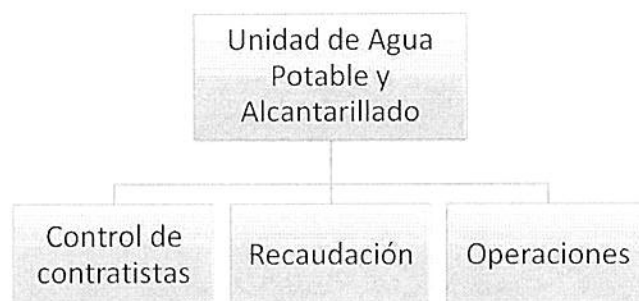 Unidad de Agua
Potable y
Alcantarillado
Control de
contratistas
Recaudación
Operaciones